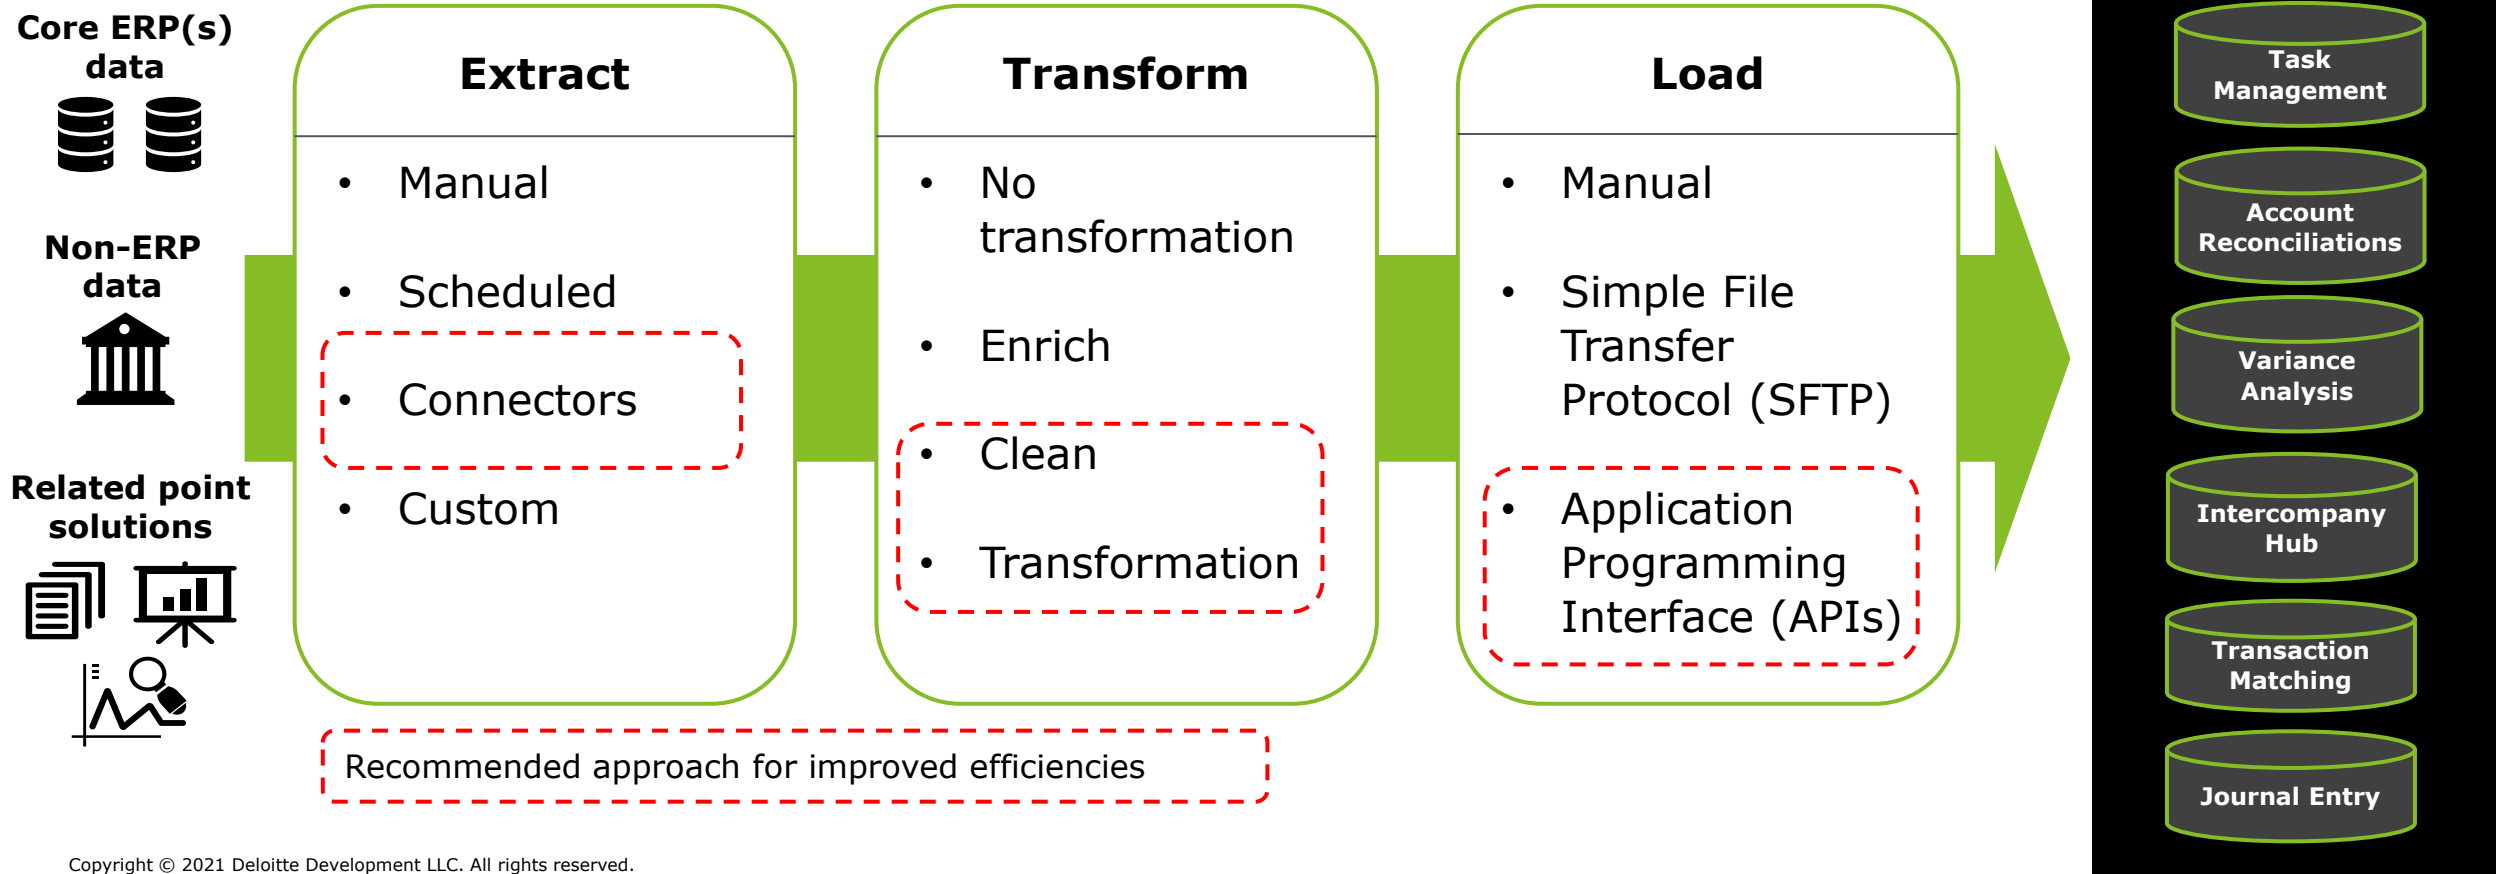 Core ERP(s)
data
Non-ERP
data
Related point
solutions
Extract
• Manual
• Scheduled
• Connectors
• Custom
Transform
• No
transformation
• Enrich
• Clean
• Transformation
Load
• Manual
• Simple File
Transfer
Protocol (SFTP)
• Application
Programming
Interface (APIs)
Recommended approach for improved efficiencies
Task
Management
Account
Reconciliations
Variance
Analysis
Intercompany
Hub
Transaction
Matching
Journal Entry
Copyright © 2021 Deloitte Development LLC. All rights reserved.